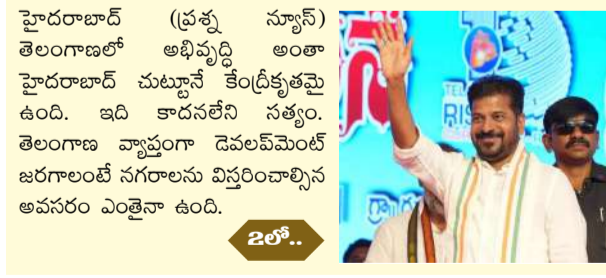 హైదరాబాద్ (ప్రశ్న న్యూస్)
తెలంగాణలో అభివృద్ధి అంతా
హైదరాబాద్ చుట్టూనే కేంద్రీకృతమై
ఉంది. ఇది కాదనలేని సత్యం.
తెలంగాణ వ్యాప్తంగా డెవలప్‌మెంట్
జరగాలంటే నగరాలను విస్తరించాల్సిన
అవసరం ఎంతైనా ఉంది.
2లో..